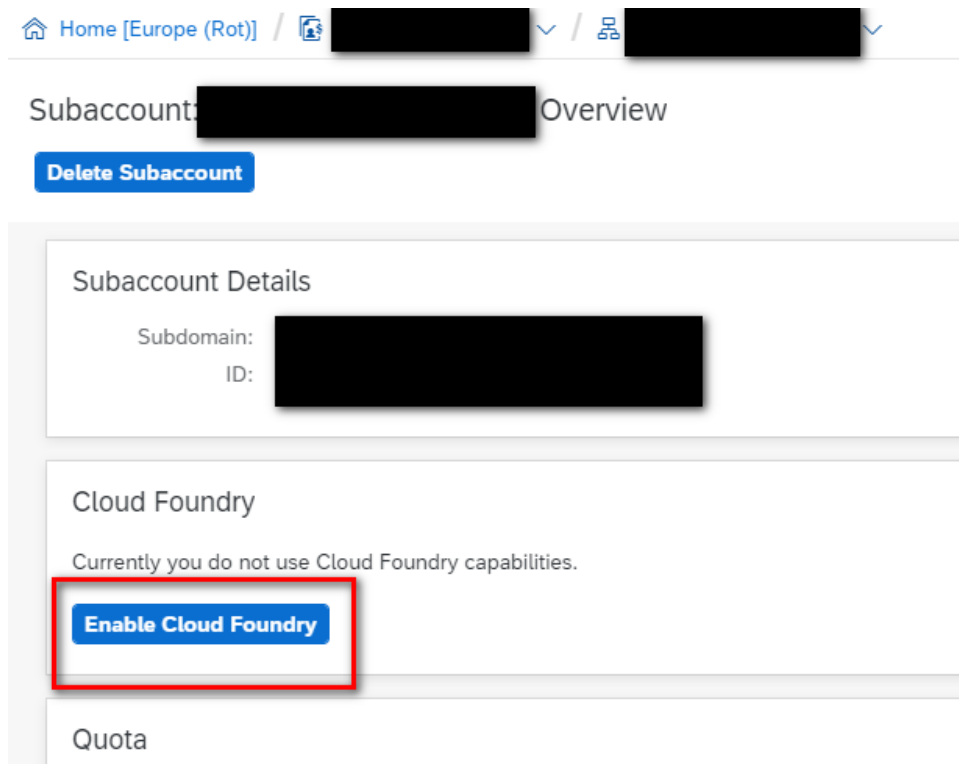 Home [Europe (Rot)] / /
Subaccount: Overview
Delete Subaccount
Subaccount Details
Subdomain:
ID:
Cloud Foundry
Currently you do not use Cloud Foundry capabilities.
Enable Cloud Foundry
Quota